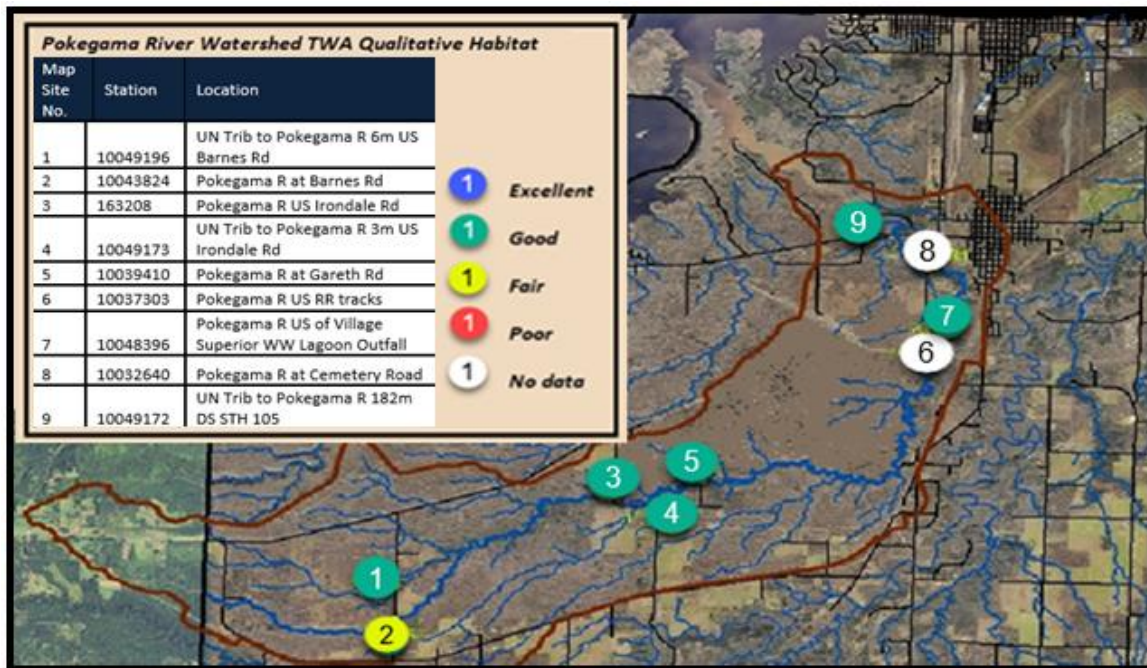 Pokegama River Watershed TWA Qualitative Habitat
Map
Site
No.
Station
Location
1
10049196
UN Trib to Pokegama R 6m US
Barnes Rd
2
10043824
Pokegama R at Barnes Rd
3
163208
Pokegama R US Irondale Rd
4
10049173
UN Trib to Pokegama R 3m US
Irondale Rd
5
10039410
Pokegama R at Gareth Rd
6
10037303
Pokegama R US RR tracks
7
10048396
Pokegama R US of Village
Superior WW Lagoon Outfall
8
10032640
Pokegama R at Cemetery Road
9
10049172
UN Trib to Pokegama R 182m
DS STH 105
1 Excellent
1 Good
1 Fair
1 Poor
1 No data
9
8
7
6
5
3
4
1
2